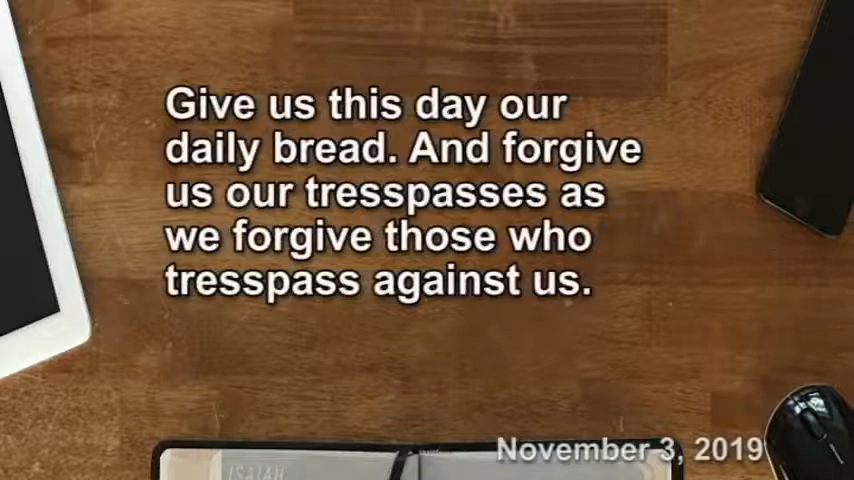 Give us this day our
daily bread. And forgive
us our tresspasses as
we forgive those who
tresspass against us.
November 3, 2019
ISAIAH